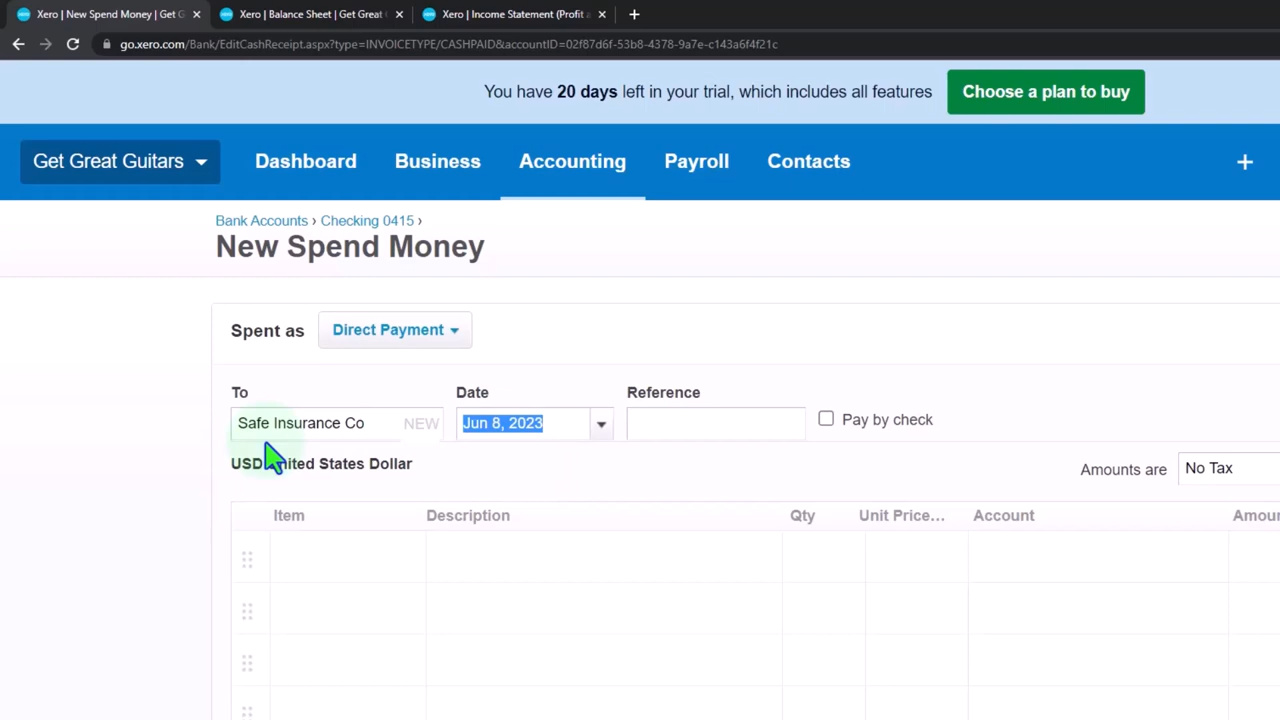 Xero | New Spend Money | Get G
Xero | Balance Sheet | Get Great
Xero | Income Statement (Profit
go.xero.com/Bank/EditCashReceipt.aspx?type=INVOICETYPE/CASHPAID&accountID=02f87d6f-53b8-4378-9a7e-c143a6f4f21c
You have 20 days left in your trial, which includes all features
Choose a plan to buy
Get Great Guitars
Dashboard
Business
Accounting
Payroll
Contacts
Bank Accounts › Checking 0415 ›
New Spend Money
Spent as
Direct Payment
To
Date
Reference
Safe Insurance Co
NEW
Jun 8, 2023
Pay by check
USD United States Dollar
Amounts are
No Tax
Item
Description
Qty
Unit Price...
Account
Amou